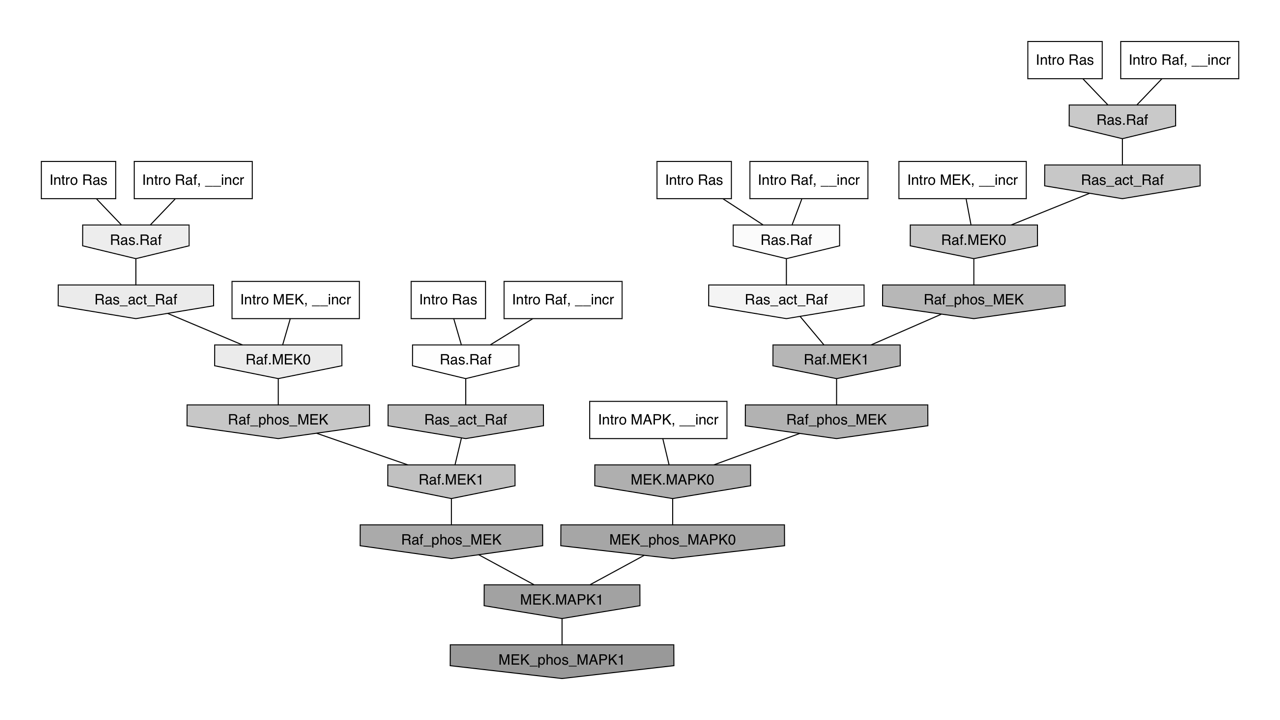 Intro Ras
Intro Raf, __incr
Ras.Raf
Intro Ras
Intro Raf, __incr
Intro Ras
Intro Raf, __incr
Intro MEK, __incr
Ras_act_Raf
Ras.Raf
Ras.Raf
Raf.MEK0
Ras_act_Raf
Intro MEK, __incr
Intro Ras
Intro Raf, __incr
Ras_act_Raf
Raf_phos_MEK
Raf.MEK0
Ras.Raf
Raf.MEK1
Raf_phos_MEK
Ras_act_Raf
Intro MAPK, __incr
Raf_phos_MEK
Raf.MEK1
MEK.MAPK0
Raf_phos_MEK
MEK_phos_MAPK0
MEK.MAPK1
MEK_phos_MAPK1